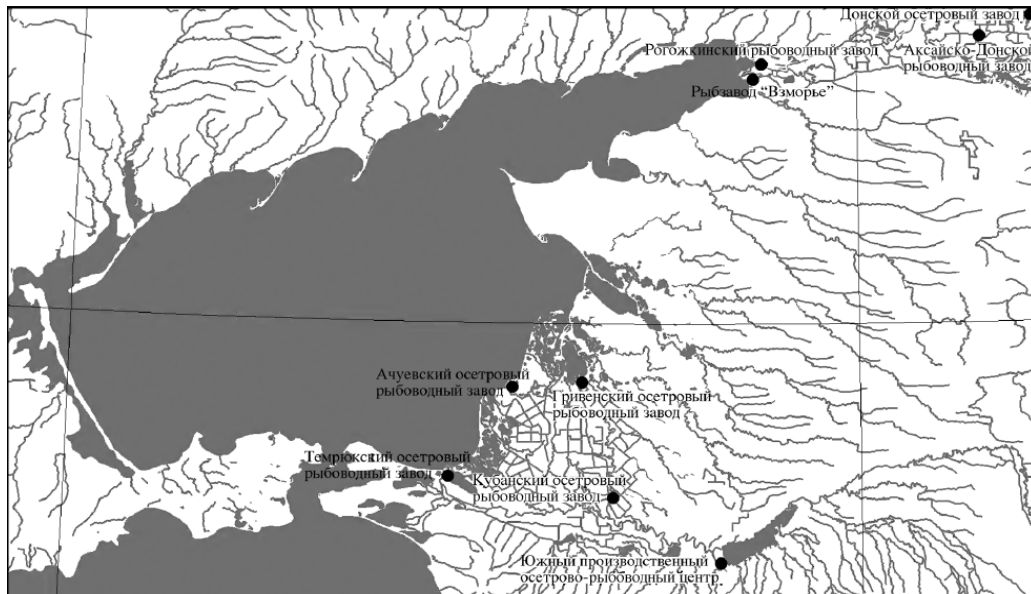 Донской осетровый завод
Рогожкинский рыбоводный завод
Аксайско-Донской
рыбоводный завод
Рыбзавод “Взморье”
Ачуевский осетровый
рыбоводный завод
Гривенский осетровый
рыбоводный завод
Темрюкский осетровый
рыбоводный завод
Кубанский осетровый
рыбоводный завод
Южный производственный
осетрово-рыбоводный центр